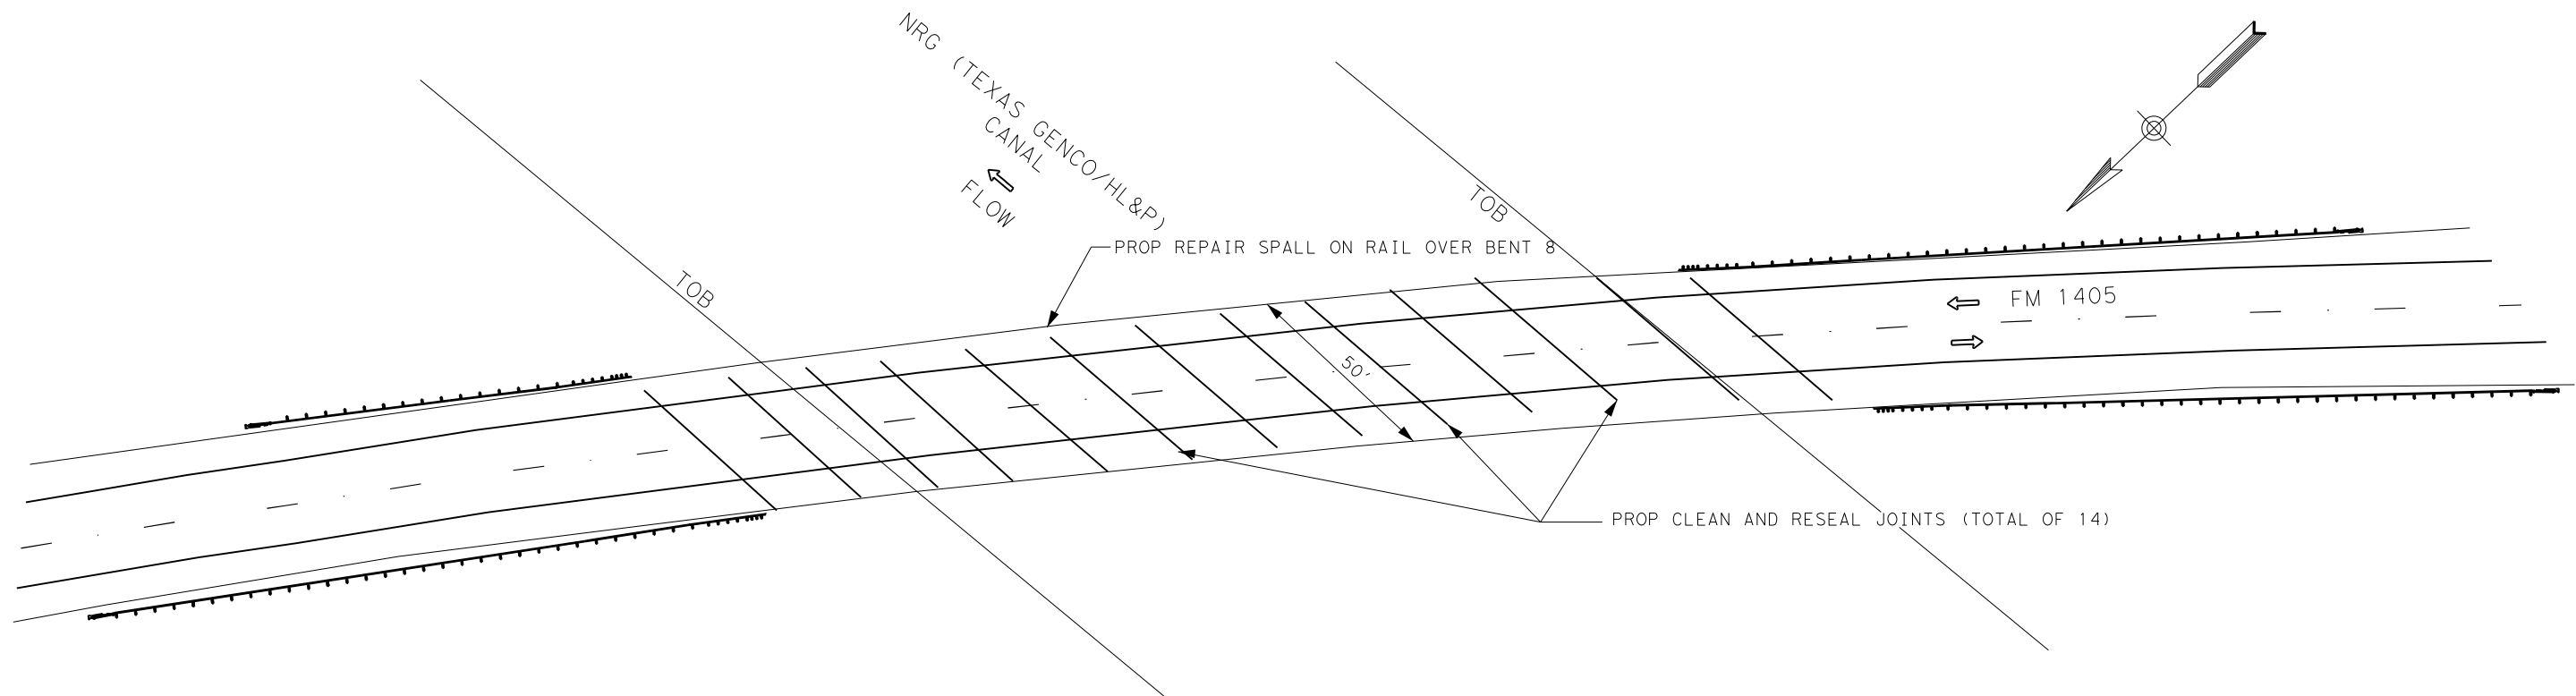 NRG (TEXAS GENCO/HL&P)
CANAL
FLOW
TOB
TOB
PROP REPAIR SPALL ON RAIL OVER BENT 8
FM 1405
50'
PROP CLEAN AND RESEAL JOINTS (TOTAL OF 14)